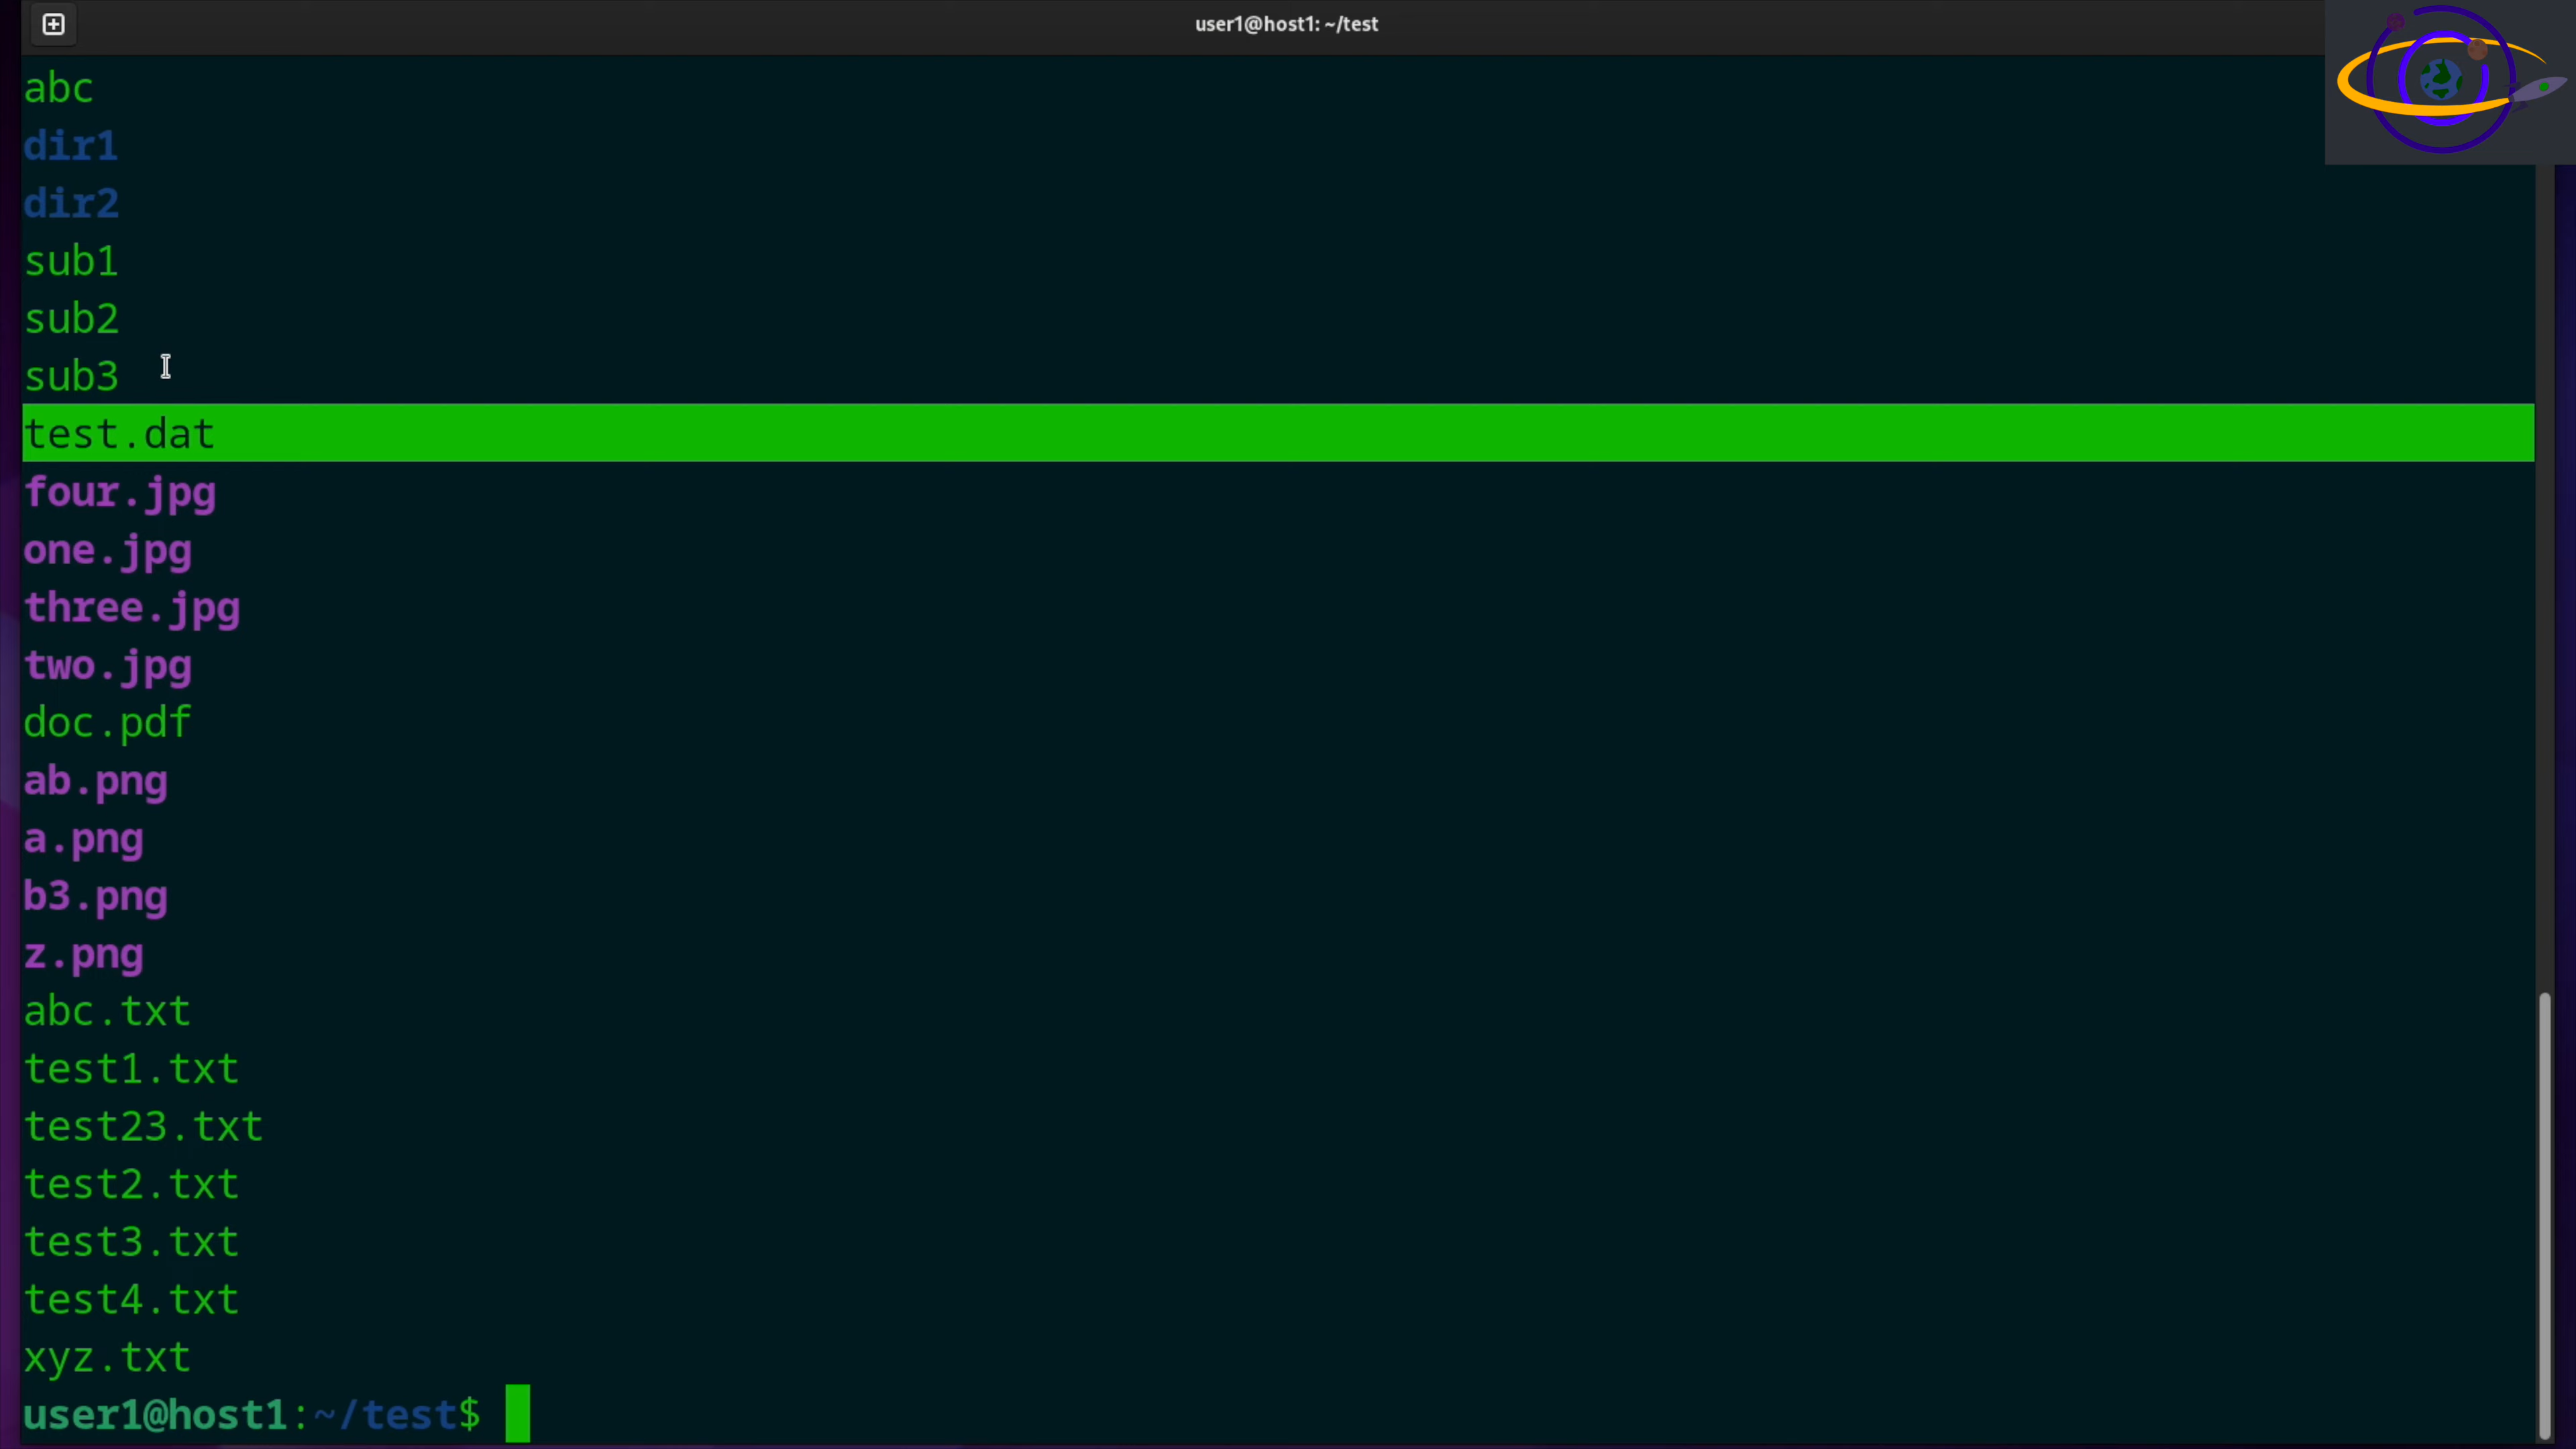 user1@host1: ~/test
abc
dir1
dir2
sub1
sub2
sub3
test.dat
four.jpg
one.jpg
three.jpg
two.jpg
doc.pdf
ab.png
a.png
b3.png
z.png
abc.txt
test1.txt
test23.txt
test2.txt
test3.txt
test4.txt
xyz.txt
user1@host1:~/test$